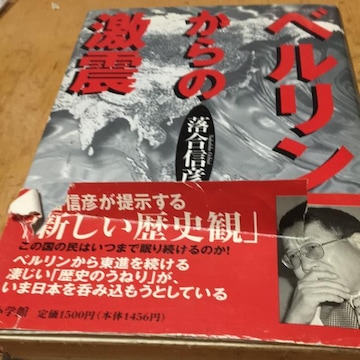 ベルリン
からの
激震
落合信彦
信彦が提示する
新しい歴史観」
この国の民はいつまで眠り続けるのか!
ベルリンから東進を続ける
凄じい「歴史のうねり」が、
いま日本を呑み込もうとしている
小学館 定価1500円(本体1456円)